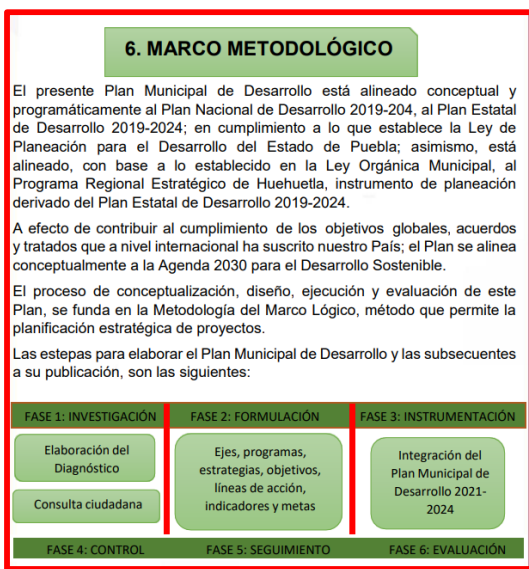 6. MARCO METODOLÓGICO
El presente Plan Municipal de Desarrollo está alineado conceptual y
programáticamente al Plan Nacional de Desarrollo 2019-204, al Plan Estatal
de Desarrollo 2019-2024; en cumplimiento a lo que establece la Ley de
Planeación para el Desarrollo del Estado de Puebla; asimismo, está
alineado, con base a lo establecido en la Ley Orgánica Municipal, al
Programa Regional Estratégico de Huehuetla, instrumento de planeación
derivado del Plan Estatal de Desarrollo 2019-2024.
A efecto de contribuir al cumplimiento de los objetivos globales, acuerdos
y tratados que a nivel internacional ha suscrito nuestro País; el Plan se alinea
conceptualmente a la Agenda 2030 para el Desarrollo Sostenible.
El proceso de conceptualización, diseño, ejecución y evaluación de este
Plan, se funda en la Metodología del Marco Lógico, método que permite la
planificación estratégica de proyectos.
Las estepas para elaborar el Plan Municipal de Desarrollo y las subsecuentes
a su publicación, son las siguientes:
FASE 1: INVESTIGACIÓN
Elaboración del
Diagnóstico
Consulta ciudadana
FASE 2: FORMULACIÓN
Ejes, programas,
estrategias, objetivos,
líneas de acción,
indicadores y metas
FASE 3: INSTRUMENTACIÓN
Integración del
Plan Municipal de
Desarrollo 2021-
2024
FASE 4: CONTROL
FASE 5: SEGUIMIENTO
FASE 6: EVALUACIÓN